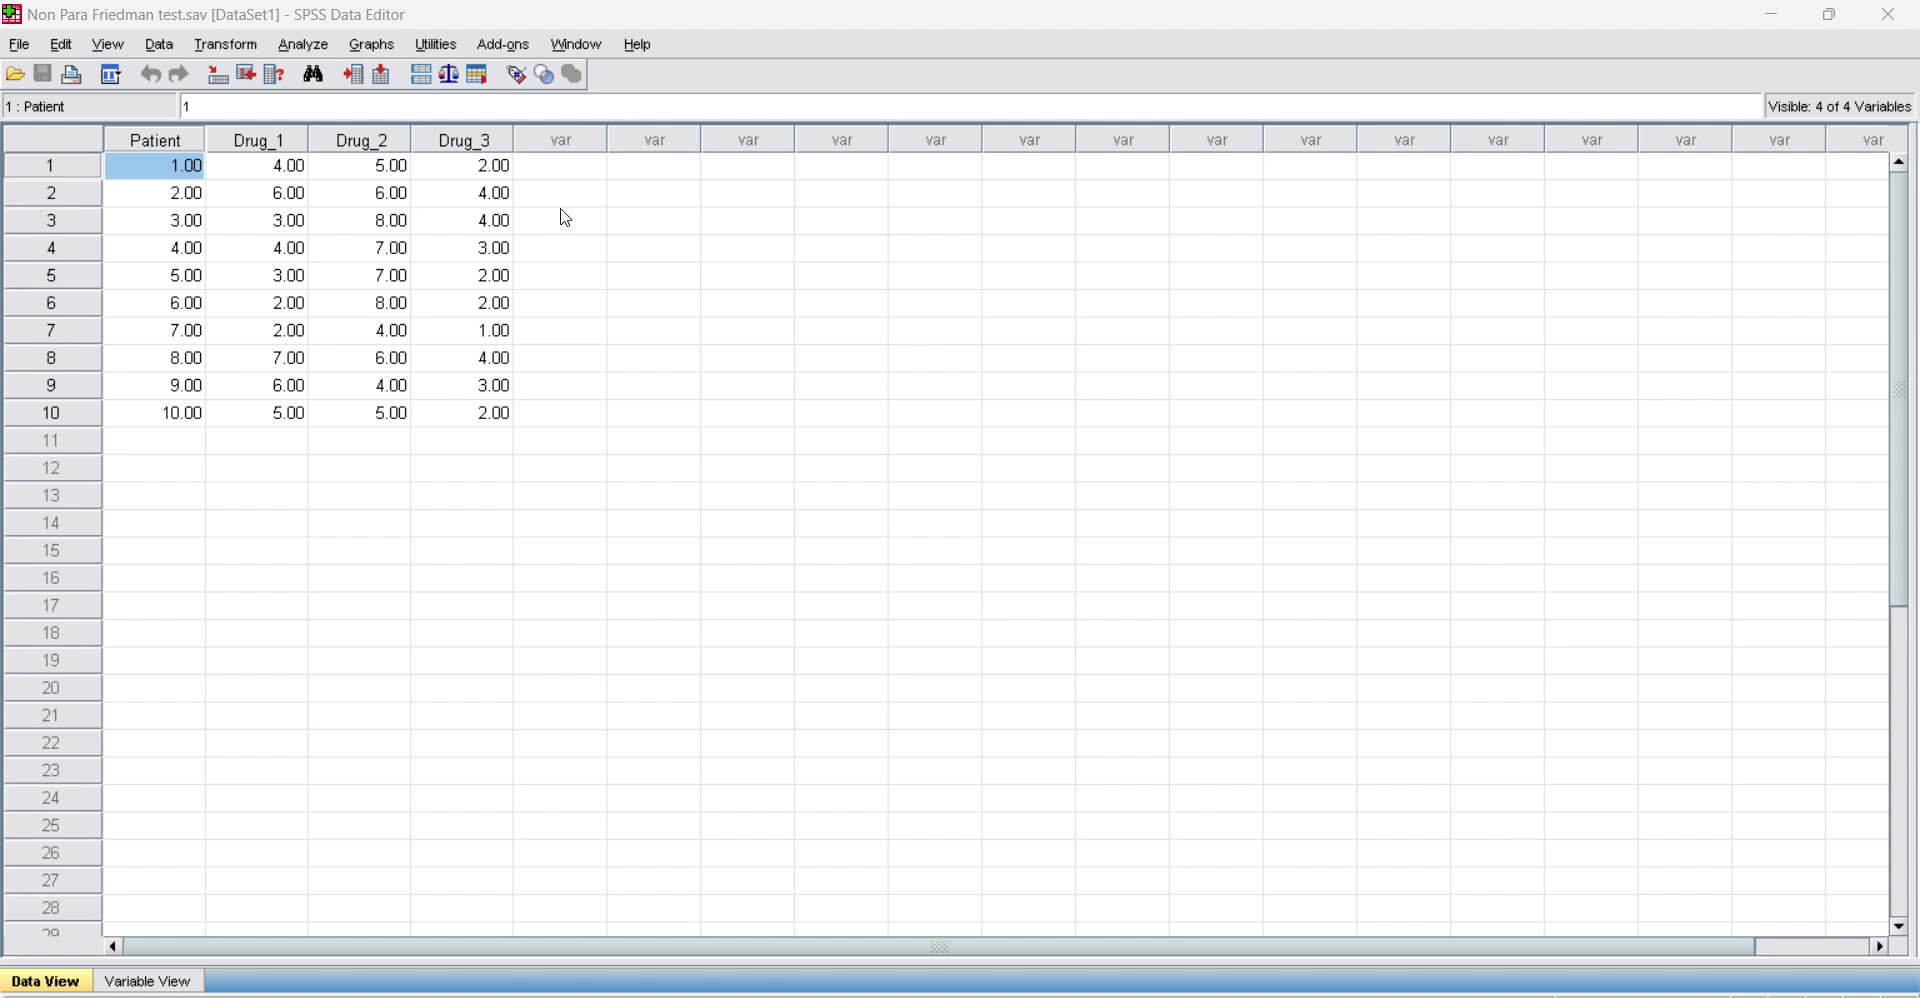 Non Para Friedman test.sav [DataSet1] - SPSS Data Editor
File Edit View Data Transform Analyze Graphs Utilities Add-ons Window Help
1 : Patient 1 Visible: 4 of 4 Variables
Patient Drug_1 Drug_2 Drug_3 var var var var var var var var var var var var var var var
1 1.00 4.00 5.00 2.00
2 2.00 6.00 6.00 4.00
3 3.00 3.00 8.00 4.00
4 4.00 4.00 7.00 3.00
5 5.00 3.00 7.00 2.00
6 6.00 2.00 8.00 2.00
7 7.00 2.00 4.00 1.00
8 8.00 7.00 6.00 4.00
9 9.00 6.00 4.00 3.00
10 10.00 5.00 5.00 2.00
11
12
13
14
15
16
17
18
19
20
21
22
23
24
25
26
27
28
29
Data View Variable View